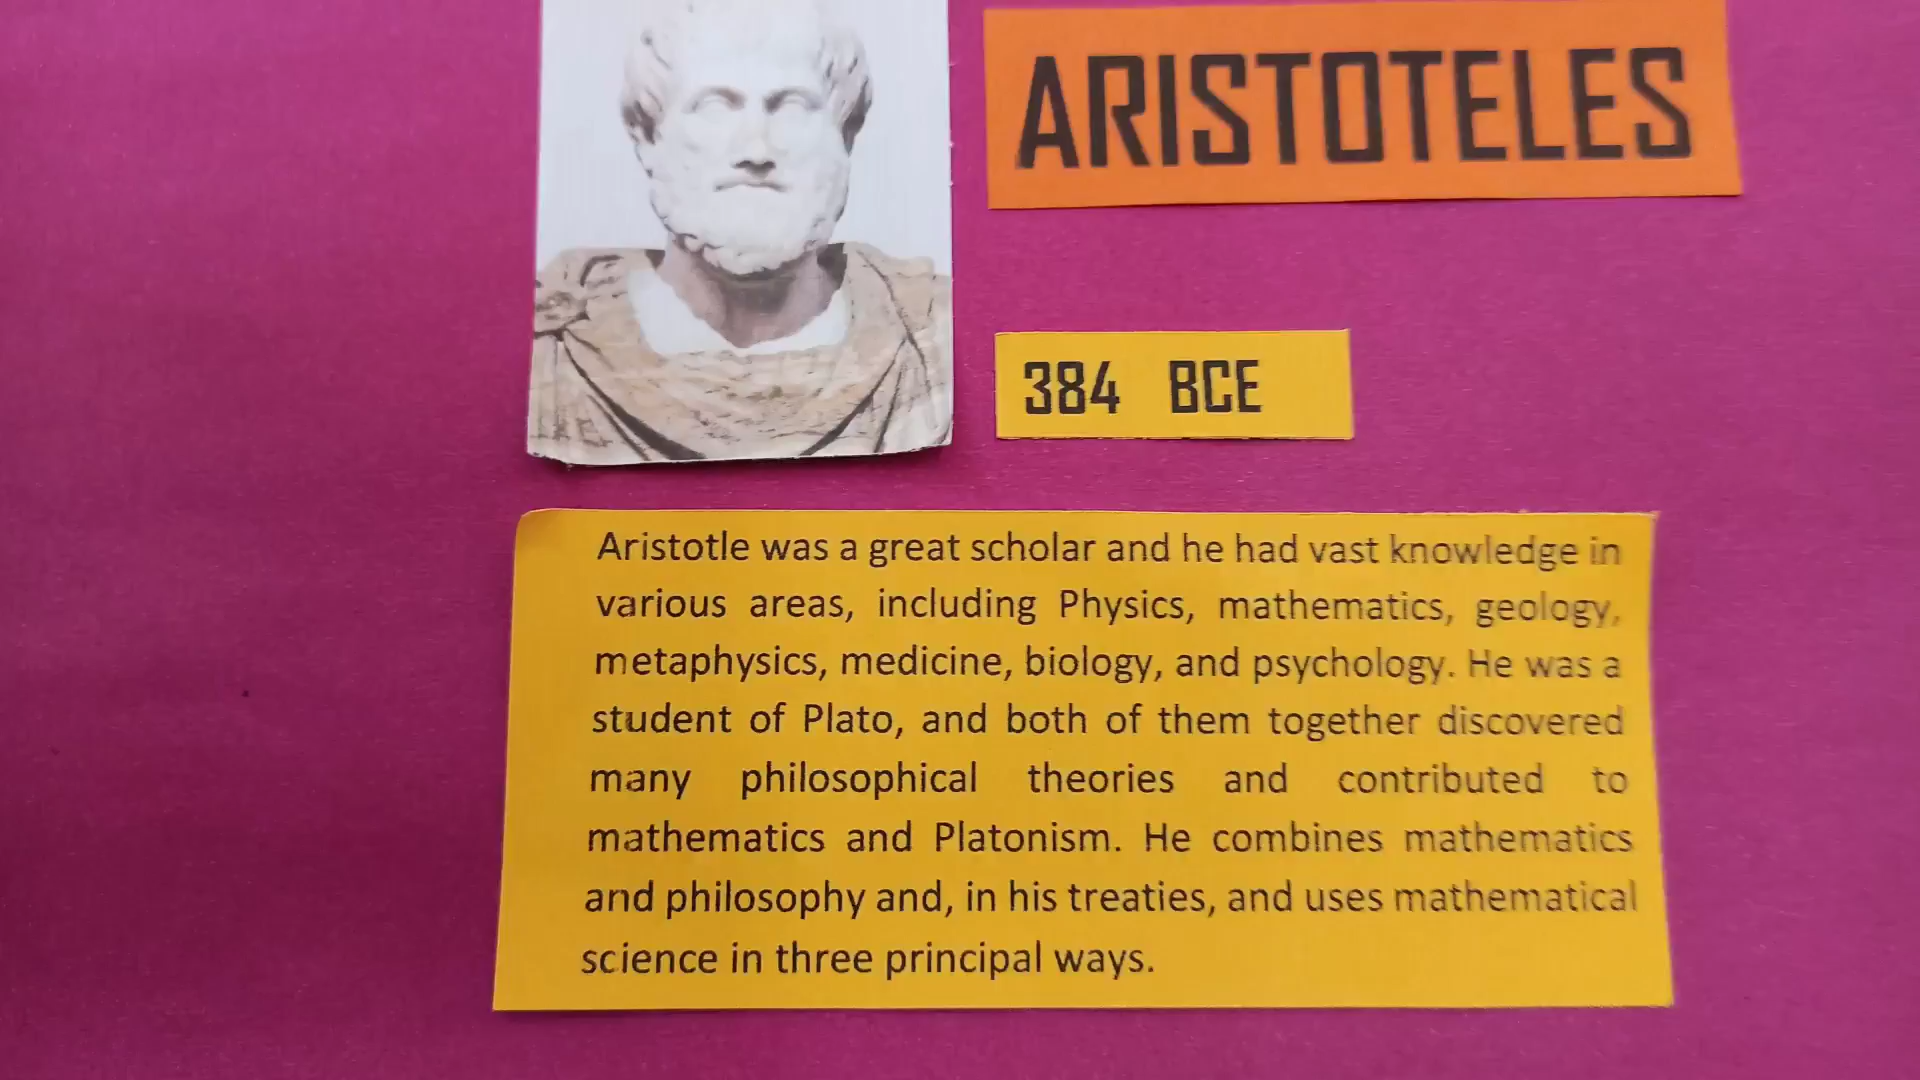 ARISTOTELES
384 BCE
Aristotle was a great scholar and he had vast knowledge in
various areas, including Physics, mathematics, geology,
metaphysics, medicine, biology, and psychology. He was a
student of Plato, and both of them together discovered
many philosophical theories and contributed to
mathematics and Platonism. He combines mathematics
and philosophy and, in his treaties, and uses mathematical
science in three principal ways.